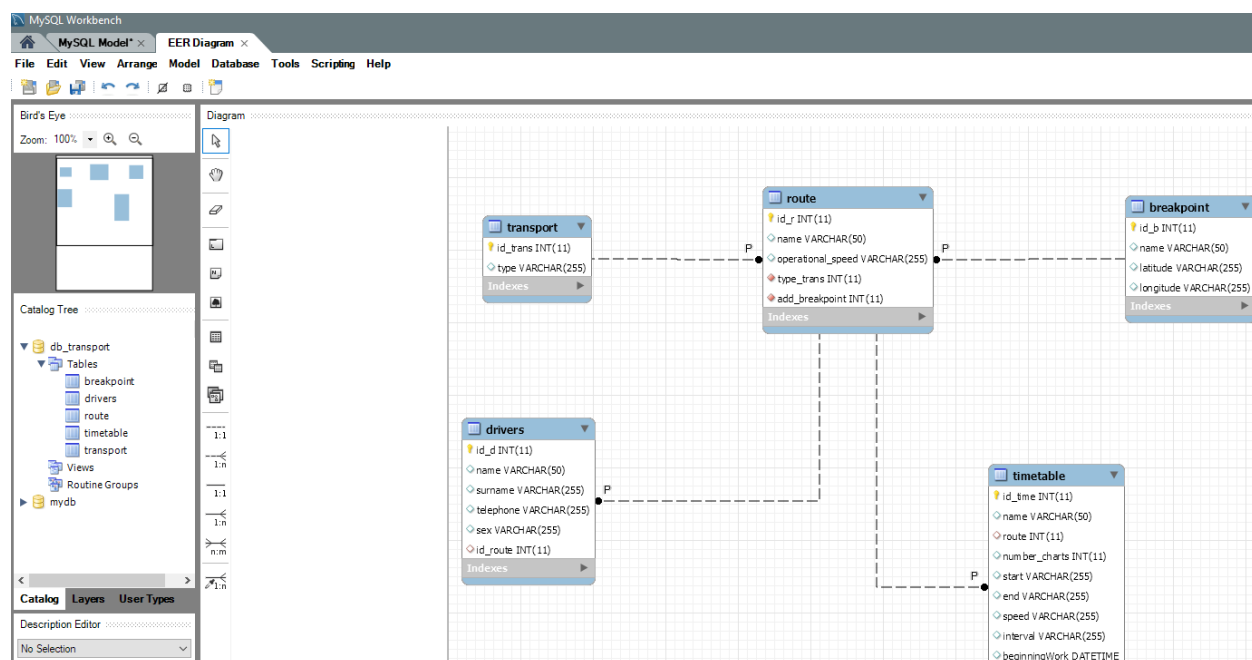 MySQL Workbench
MySQL Model* ×
EER Diagram ×
File Edit View Arrange Model Database Tools Scripting Help
Bird's Eye
Zoom: 100%
Catalog Tree
db_transport
Tables
breakpoint
drivers
route
timetable
transport
Views
Routine Groups
mydb
Catalog Layers User Types
Description Editor
No Selection
Diagram
1:1
1:n
1:1
1:n
n:m
1:n
transport
id_trans INT(11)
type VARCHAR(255)
Indexes
P
route
id_r INT(11)
name VARCHAR(50)
operational_speed VARCHAR(255)
type_trans INT(11)
add_breakpoint INT(11)
Indexes
P
breakpoint
id_b INT(11)
name VARCHAR(50)
latitude VARCHAR(255)
longitude VARCHAR(255)
Indexes
drivers
id_d INT(11)
name VARCHAR(50)
surname VARCHAR(255)
telephone VARCHAR(255)
sex VARCHAR(255)
id_route INT(11)
Indexes
P
P
timetable
id_time INT(11)
name VARCHAR(50)
route INT(11)
number_charts INT(11)
start VARCHAR(255)
end VARCHAR(255)
speed VARCHAR(255)
interval VARCHAR(255)
beginningWork DATETIME